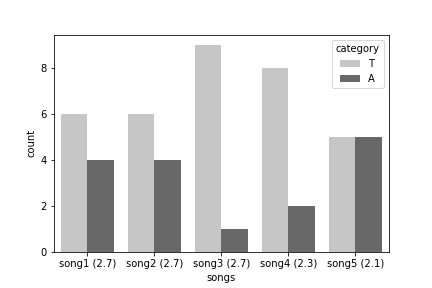 category
T
A
8
6
4
2
0
count
song1 (2.7) song2 (2.7) song3 (2.7) song4 (2.3) song5 (2.1)
songs